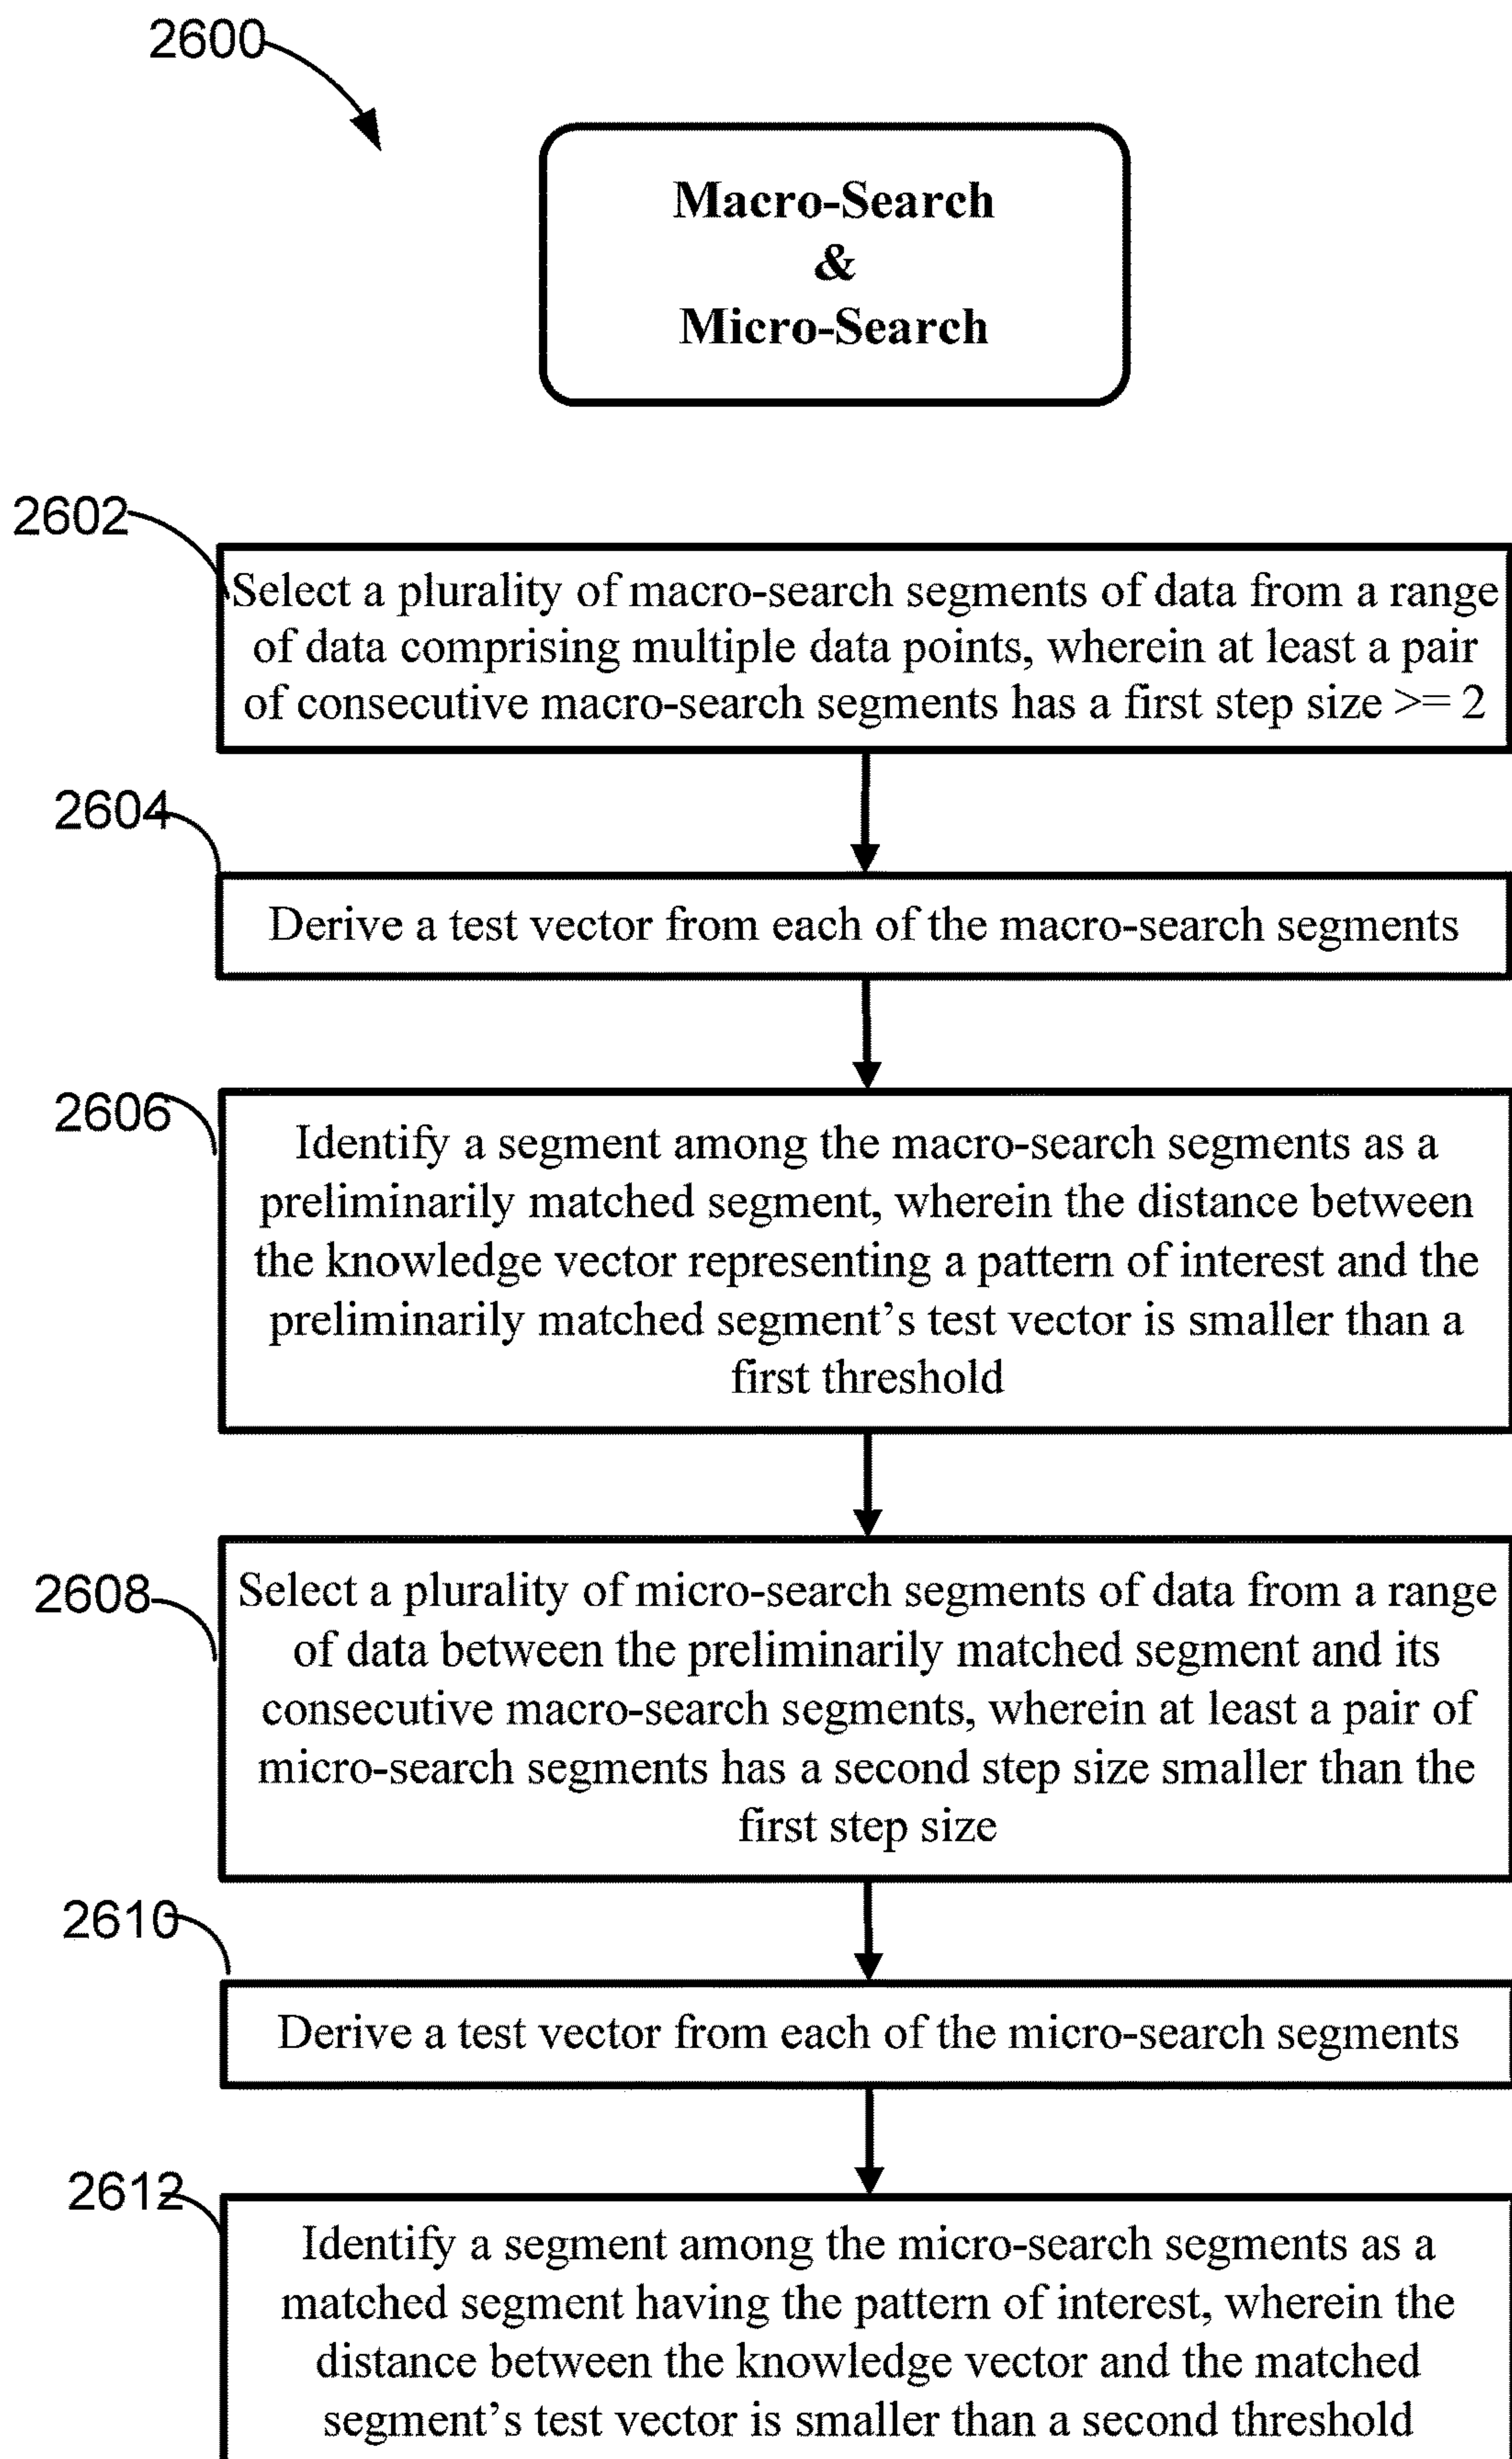 2600
Macro-Search
&
Micro-Search
2602
Select a plurality of macro-search segments of data from a range
of data comprising multiple data points, wherein at least a pair
of consecutive macro-search segments has a first step size >= 2
2604
Derive a test vector from each of the macro-search segments
2606
Identify a segment among the macro-search segments as a
preliminarily matched segment, wherein the distance between
the knowledge vector representing a pattern of interest and the
preliminarily matched segment’s test vector is smaller than a
first threshold
2608
Select a plurality of micro-search segments of data from a range
of data between the preliminarily matched segment and its
consecutive macro-search segments, wherein at least a pair of
micro-search segments has a second step size smaller than the
first step size
2610
Derive a test vector from each of the micro-search segments
2612
Identify a segment among the micro-search segments as a
matched segment having the pattern of interest, wherein the
distance between the knowledge vector and the matched
segment’s test vector is smaller than a second threshold